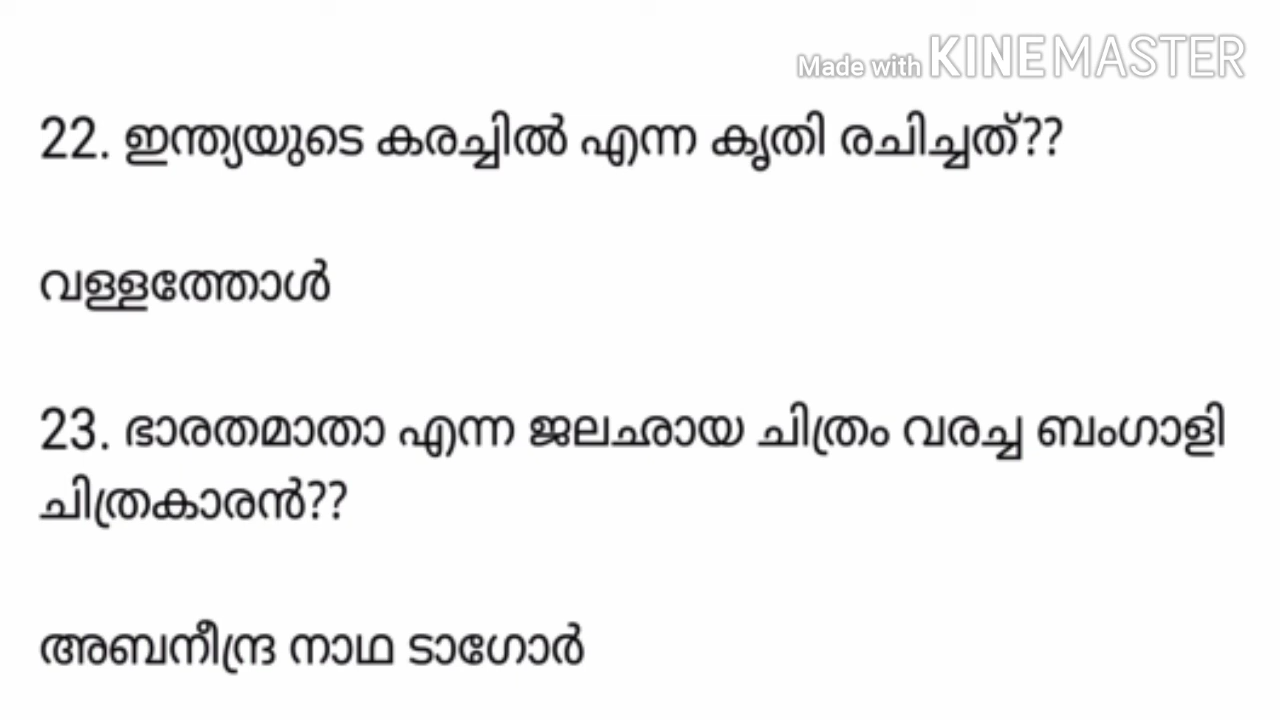 Made with KINEMASTER
22. ഇന്ത്യയുടെ കരച്ചിൽ എന്ന കൃതി രചിച്ചത്??
വള്ളത്തോൾ
23. ഭാരതമാതാ എന്ന ജലഛായ ചിത്രം വരച്ച ബംഗാളി
ചിത്രകാരൻ??
അബനീന്ദ്ര നാഥ ടാഗോർ